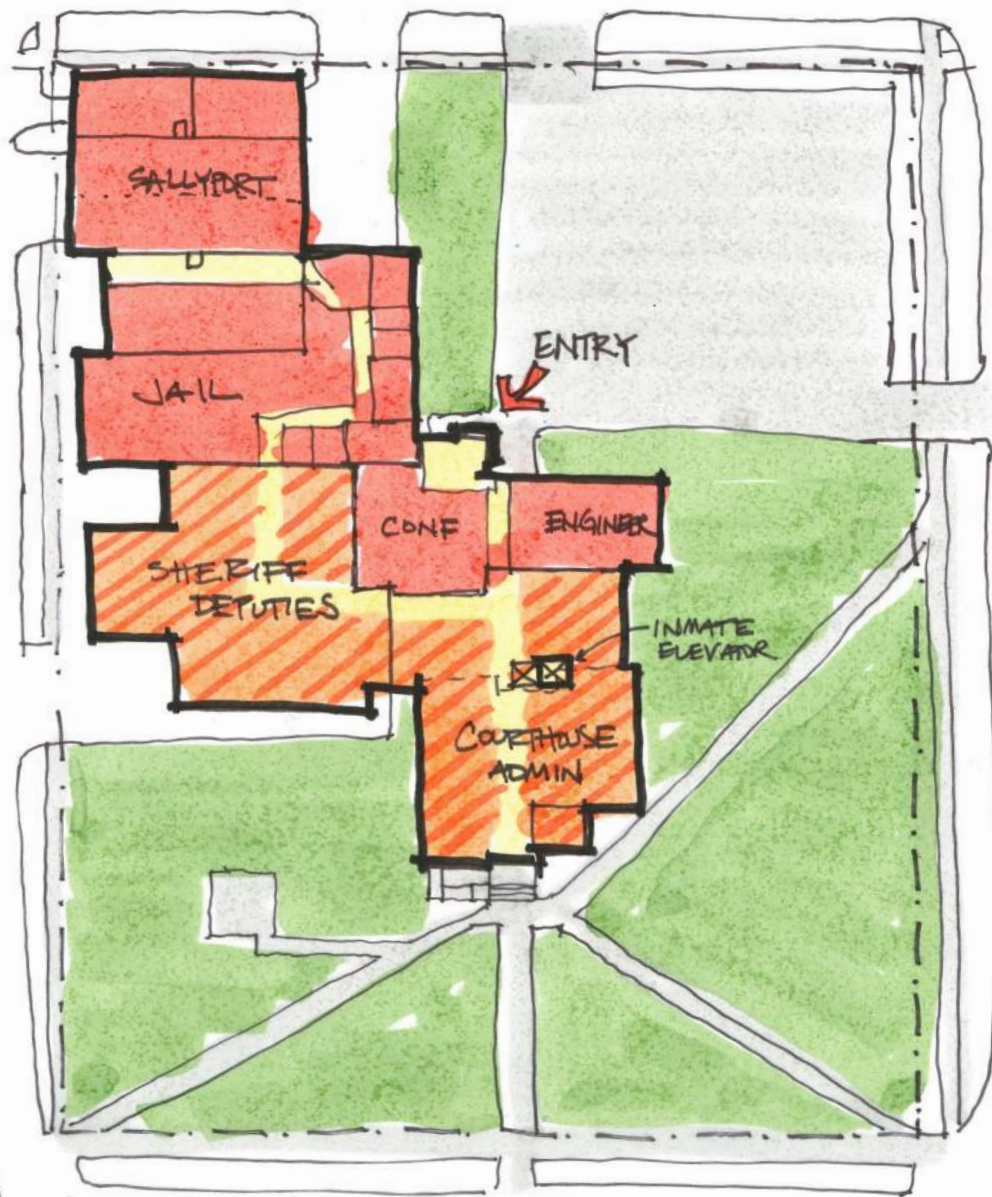 SALLYPORT
ENTRY
JAIL
CONF
ENGINEER
SHERIFF
DEPUTIES
INMATE
ELEVATOR
COURTHOUSE
ADMIN